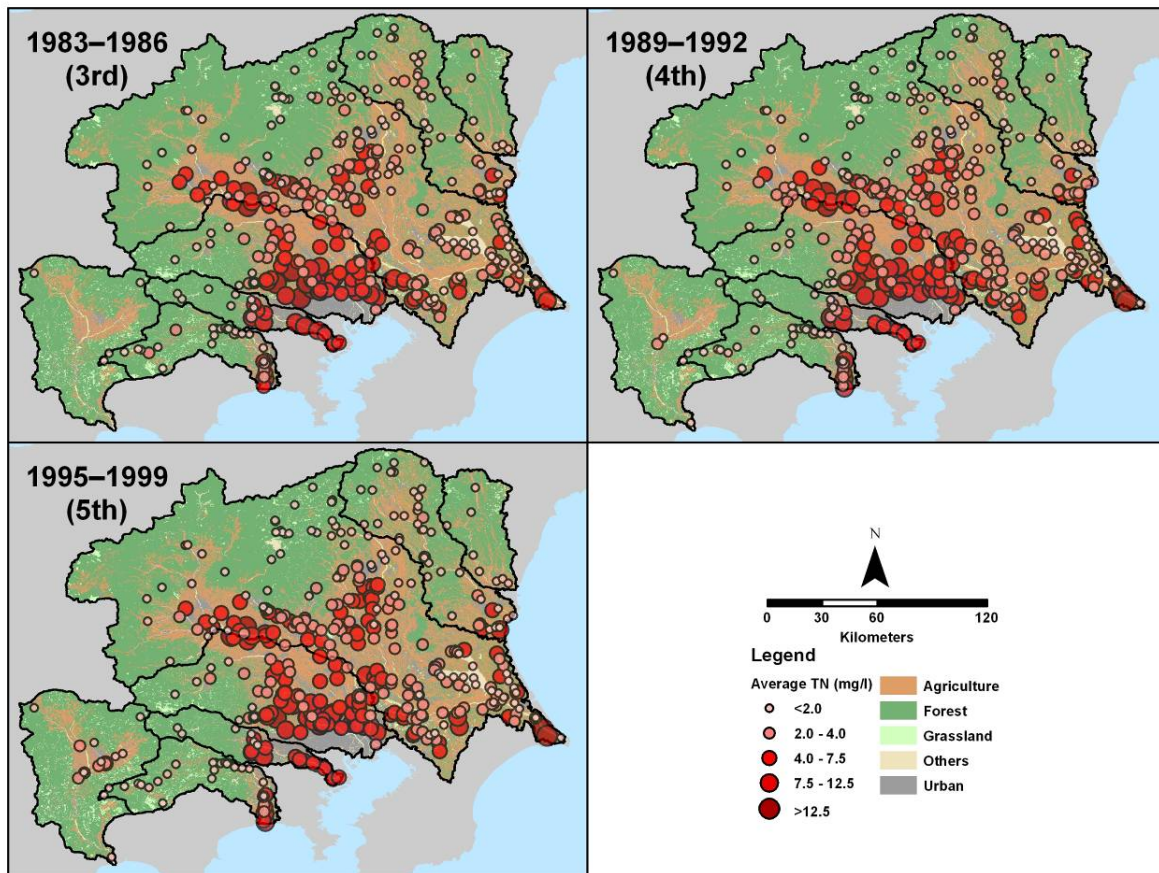 1983–1986
(3rd)
1989–1992
(4th)
1995–1999
(5th)
N
0 30 60 120
Kilometers
Legend
Average TN (mg/l)
<2.0
2.0 - 4.0
4.0 - 7.5
7.5 - 12.5
>12.5
Agriculture
Forest
Grassland
Others
Urban